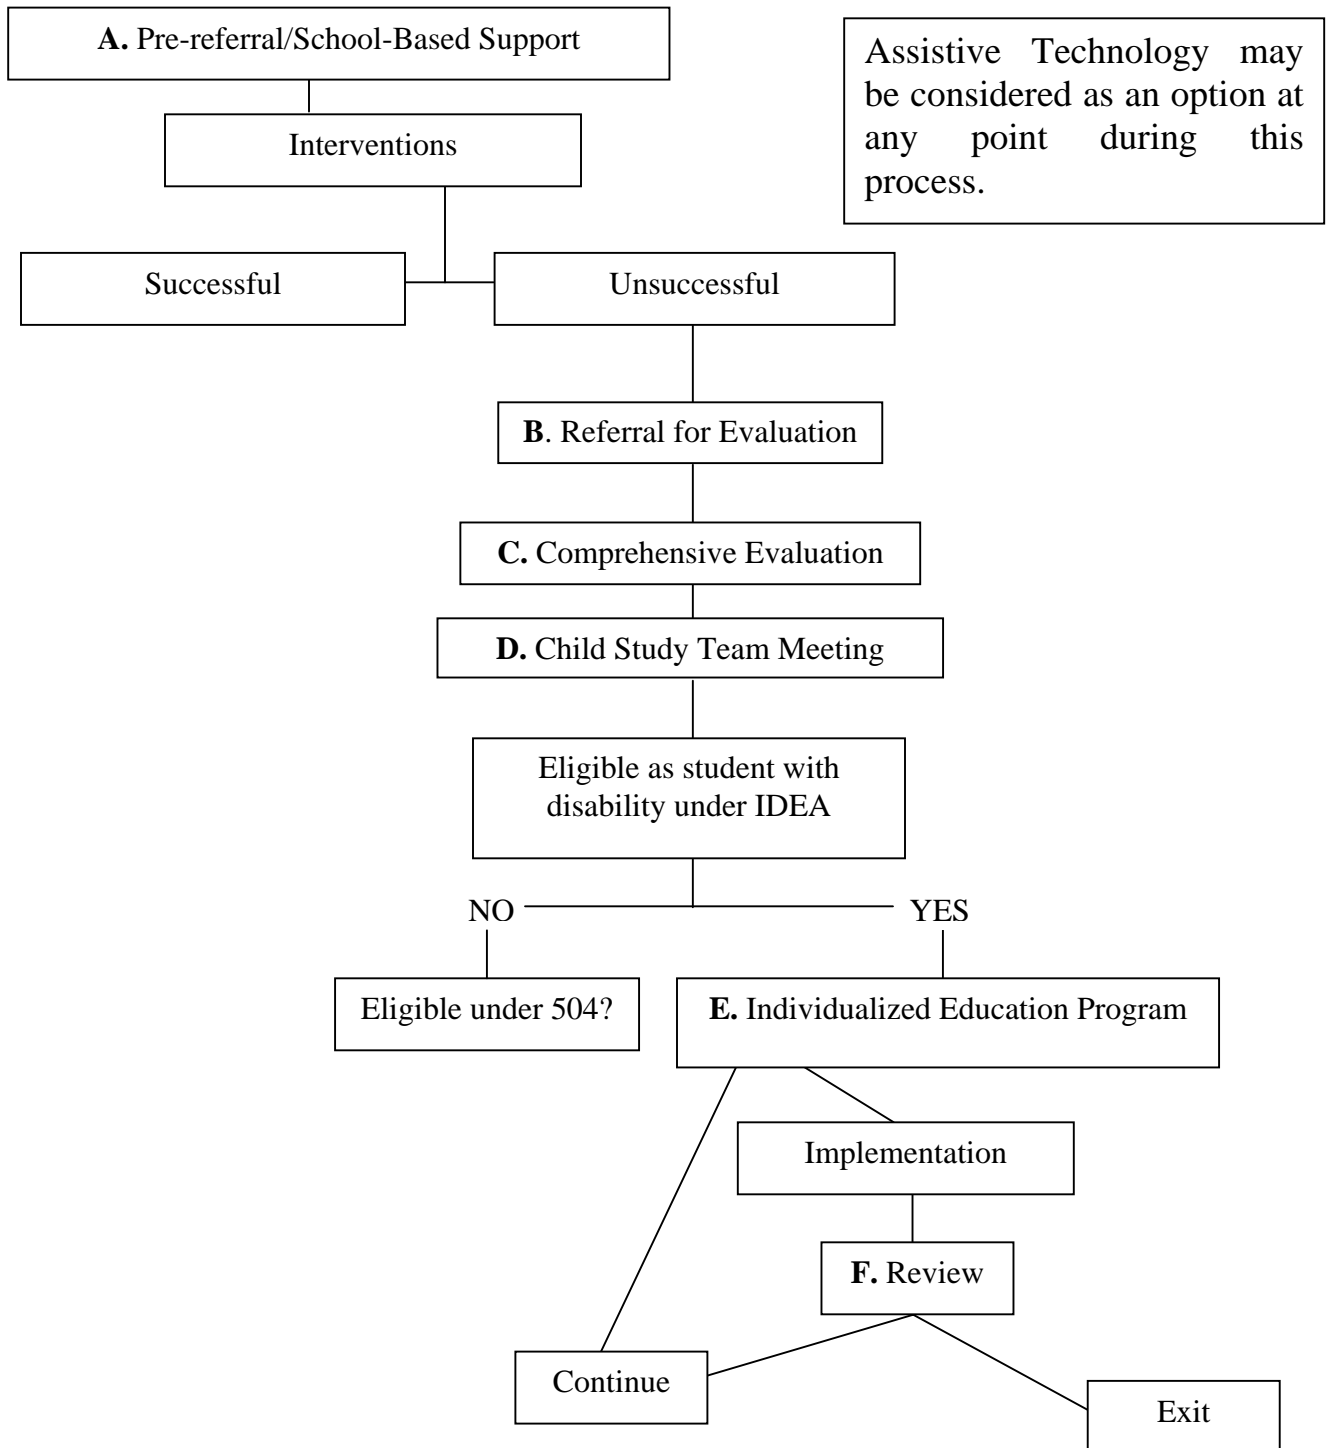 A. Pre-referral/School-Based Support
Assistive Technology may
be considered as an option at
any point during this
process.
Interventions
Successful
Unsuccessful
B. Referral for Evaluation
C. Comprehensive Evaluation
D. Child Study Team Meeting
Eligible as student with
disability under IDEA
NO
YES
Eligible under 504?
E. Individualized Education Program
Implementation
F. Review
Continue
Exit